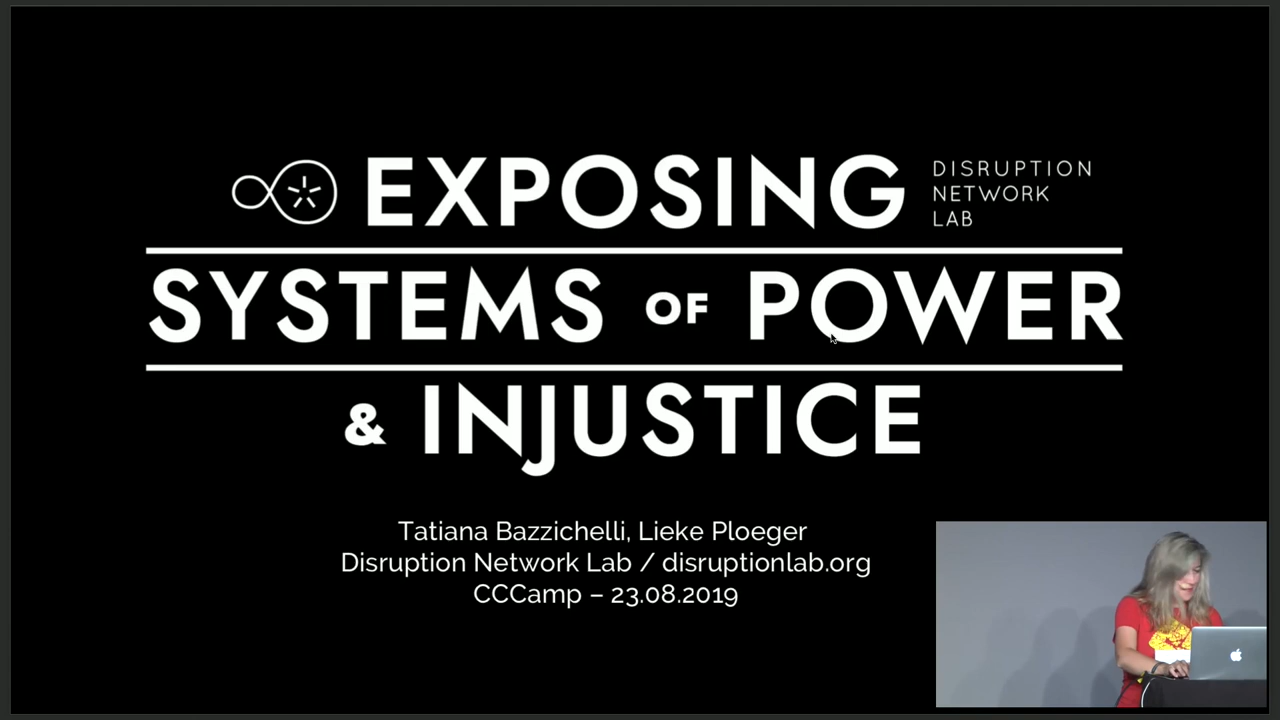 EXPOSING
DISRUPTION
NETWORK
LAB
SYSTEMS OF POWER
& INJUSTICE
Tatiana Bazzichelli, Lieke Ploeger
Disruption Network Lab / disruptionlab.org
CCCamp – 23.08.2019